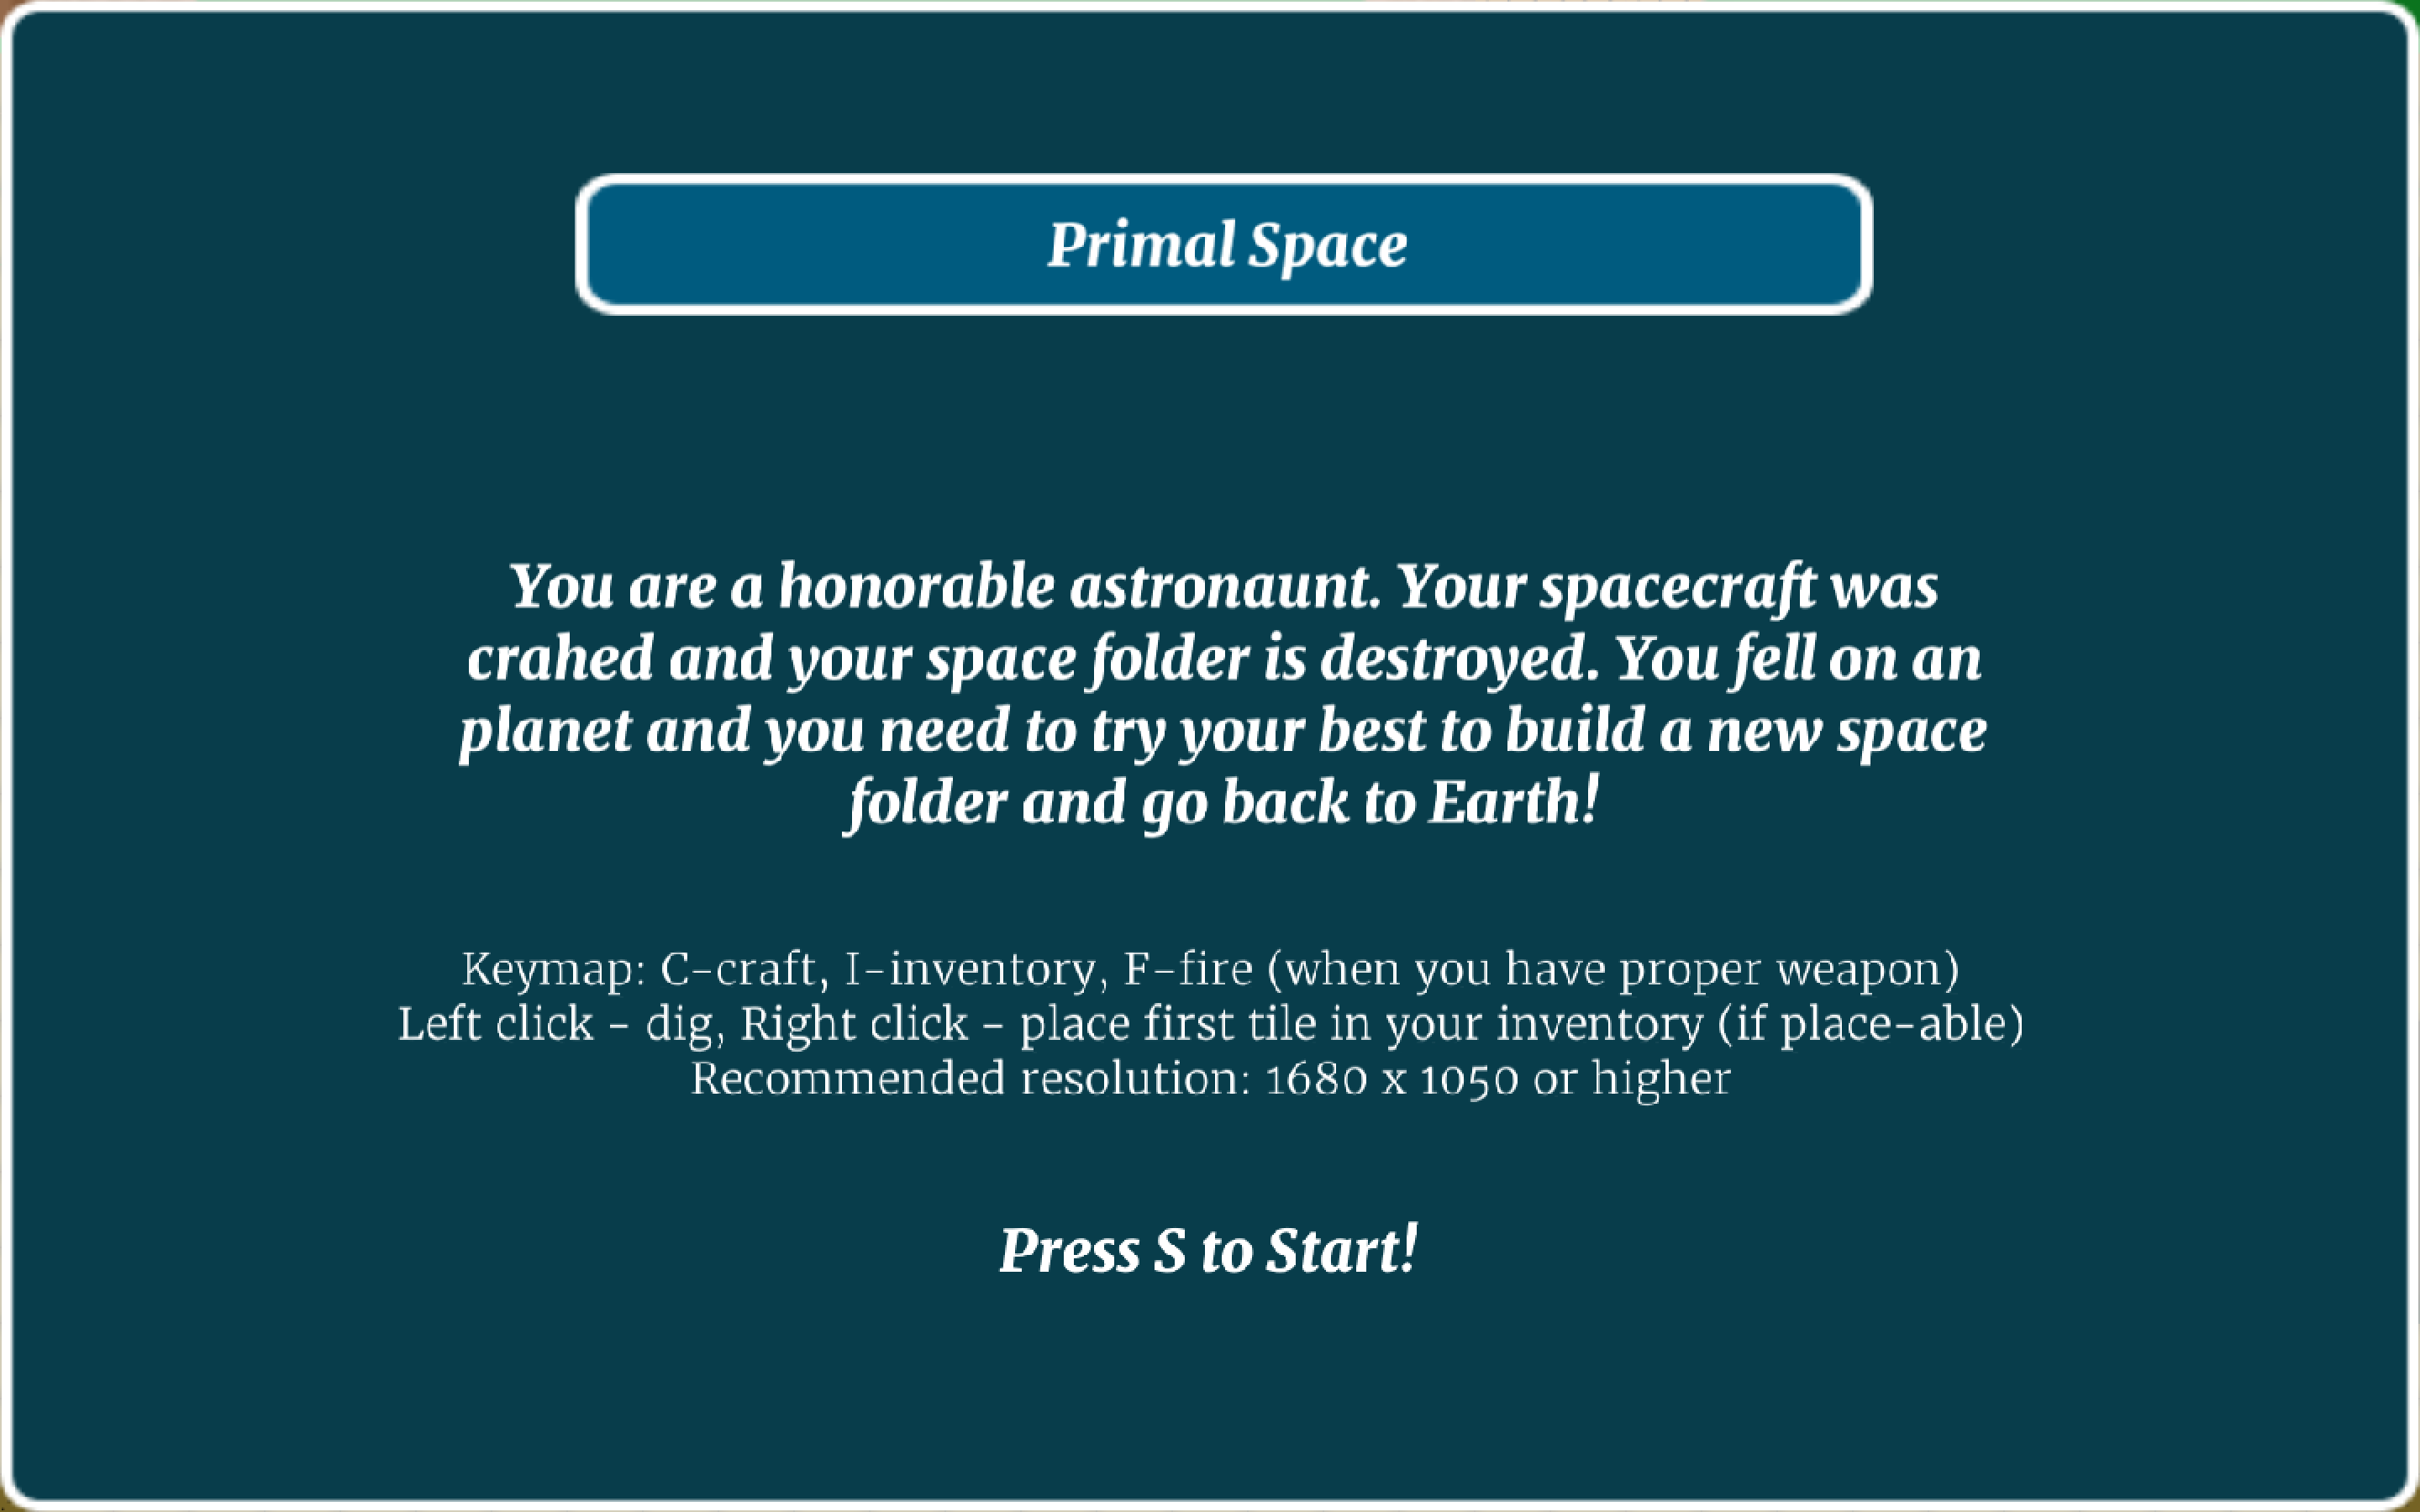 Primal Space
You are a honorable astronaunt. Your spacecraft was
crahed and your space folder is destroyed. You fell on an
planet and you need to try your best to build a new space
folder and go back to Earth!
Keymap: C-craft, I-inventory, F-fire (when you have proper weapon)
Left click - dig, Right click - place first tile in your inventory (if place-able)
Recommended resolution: 1680 x 1050 or higher
Press S to Start!